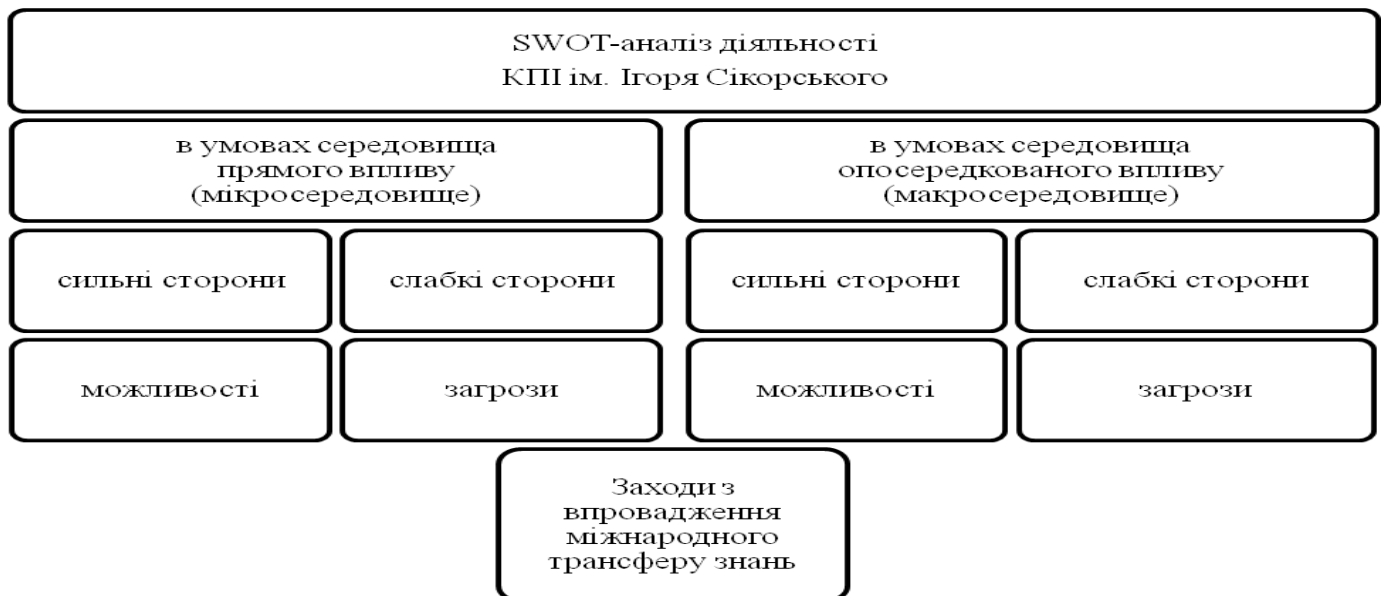 SWOT-аналіз діяльності
КПІ ім. Ігоря Сікорського
в умовах середовища
прямого впливу
(мікросередовище)
в умовах середовища
опосередкованого впливу
(макросередовище)
сильні сторони
слабкі сторони
сильні сторони
слабкі сторони
можливості
загрози
можливості
загрози
Заходи з
впровадження
міжнародного
трансферу знань